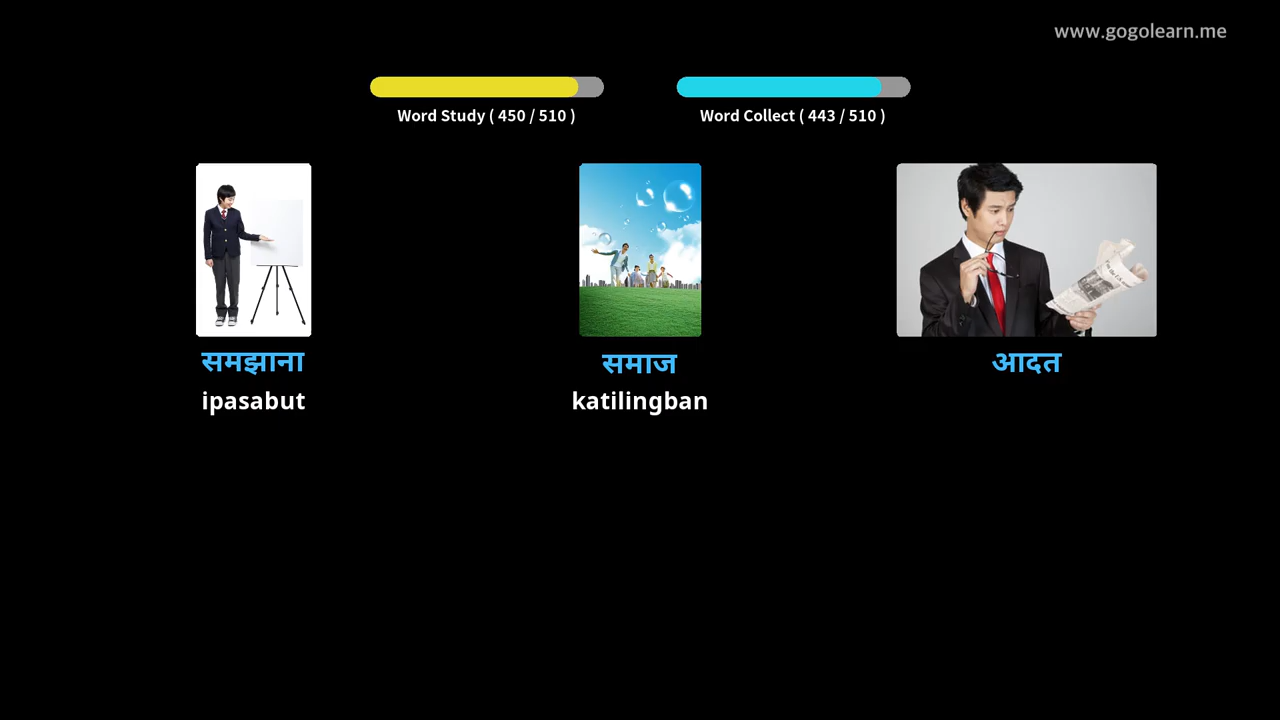 www.gogolearn.me
Word Study ( 450 / 510 )
Word Collect ( 443 / 510 )
समझाना
समाज
आदत
ipasabut
katilingban